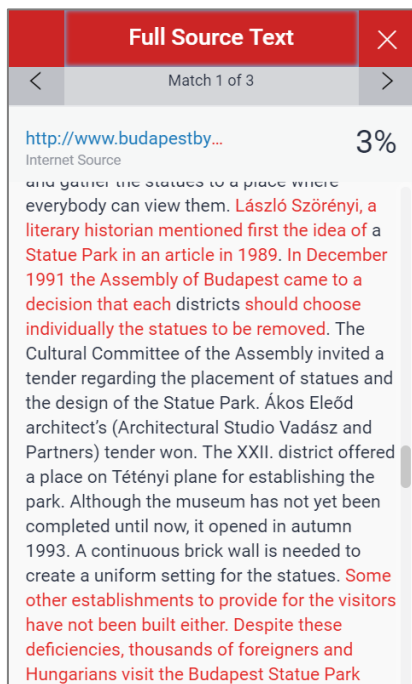 Full Source Text
Match 1 of 3
http://www.budapestby...
3%
Internet Source
and gather the statues to a place where
everybody can view them. László Szörényi, a
literary historian mentioned first the idea of a
Statue Park in an article in 1989. In December
1991 the Assembly of Budapest came to a
decision that each districts should choose
individually the statues to be removed. The
Cultural Committee of the Assembly invited a
tender regarding the placement of statues and
the design of the Statue Park. Ákos Eleőd
architect's (Architectural Studio Vadász and
Partners) tender won. The XXII. district offered
a place on Tétényi plane for establishing the
park. Although the museum has not yet been
completed until now, it opened in autumn
1993. A continuous brick wall is needed to
create a uniform setting for the statues. Some
other establishments to provide for the visitors
have not been built either. Despite these
deficiencies, thousands of foreigners and
Hungarians visit the Budapest Statue Park